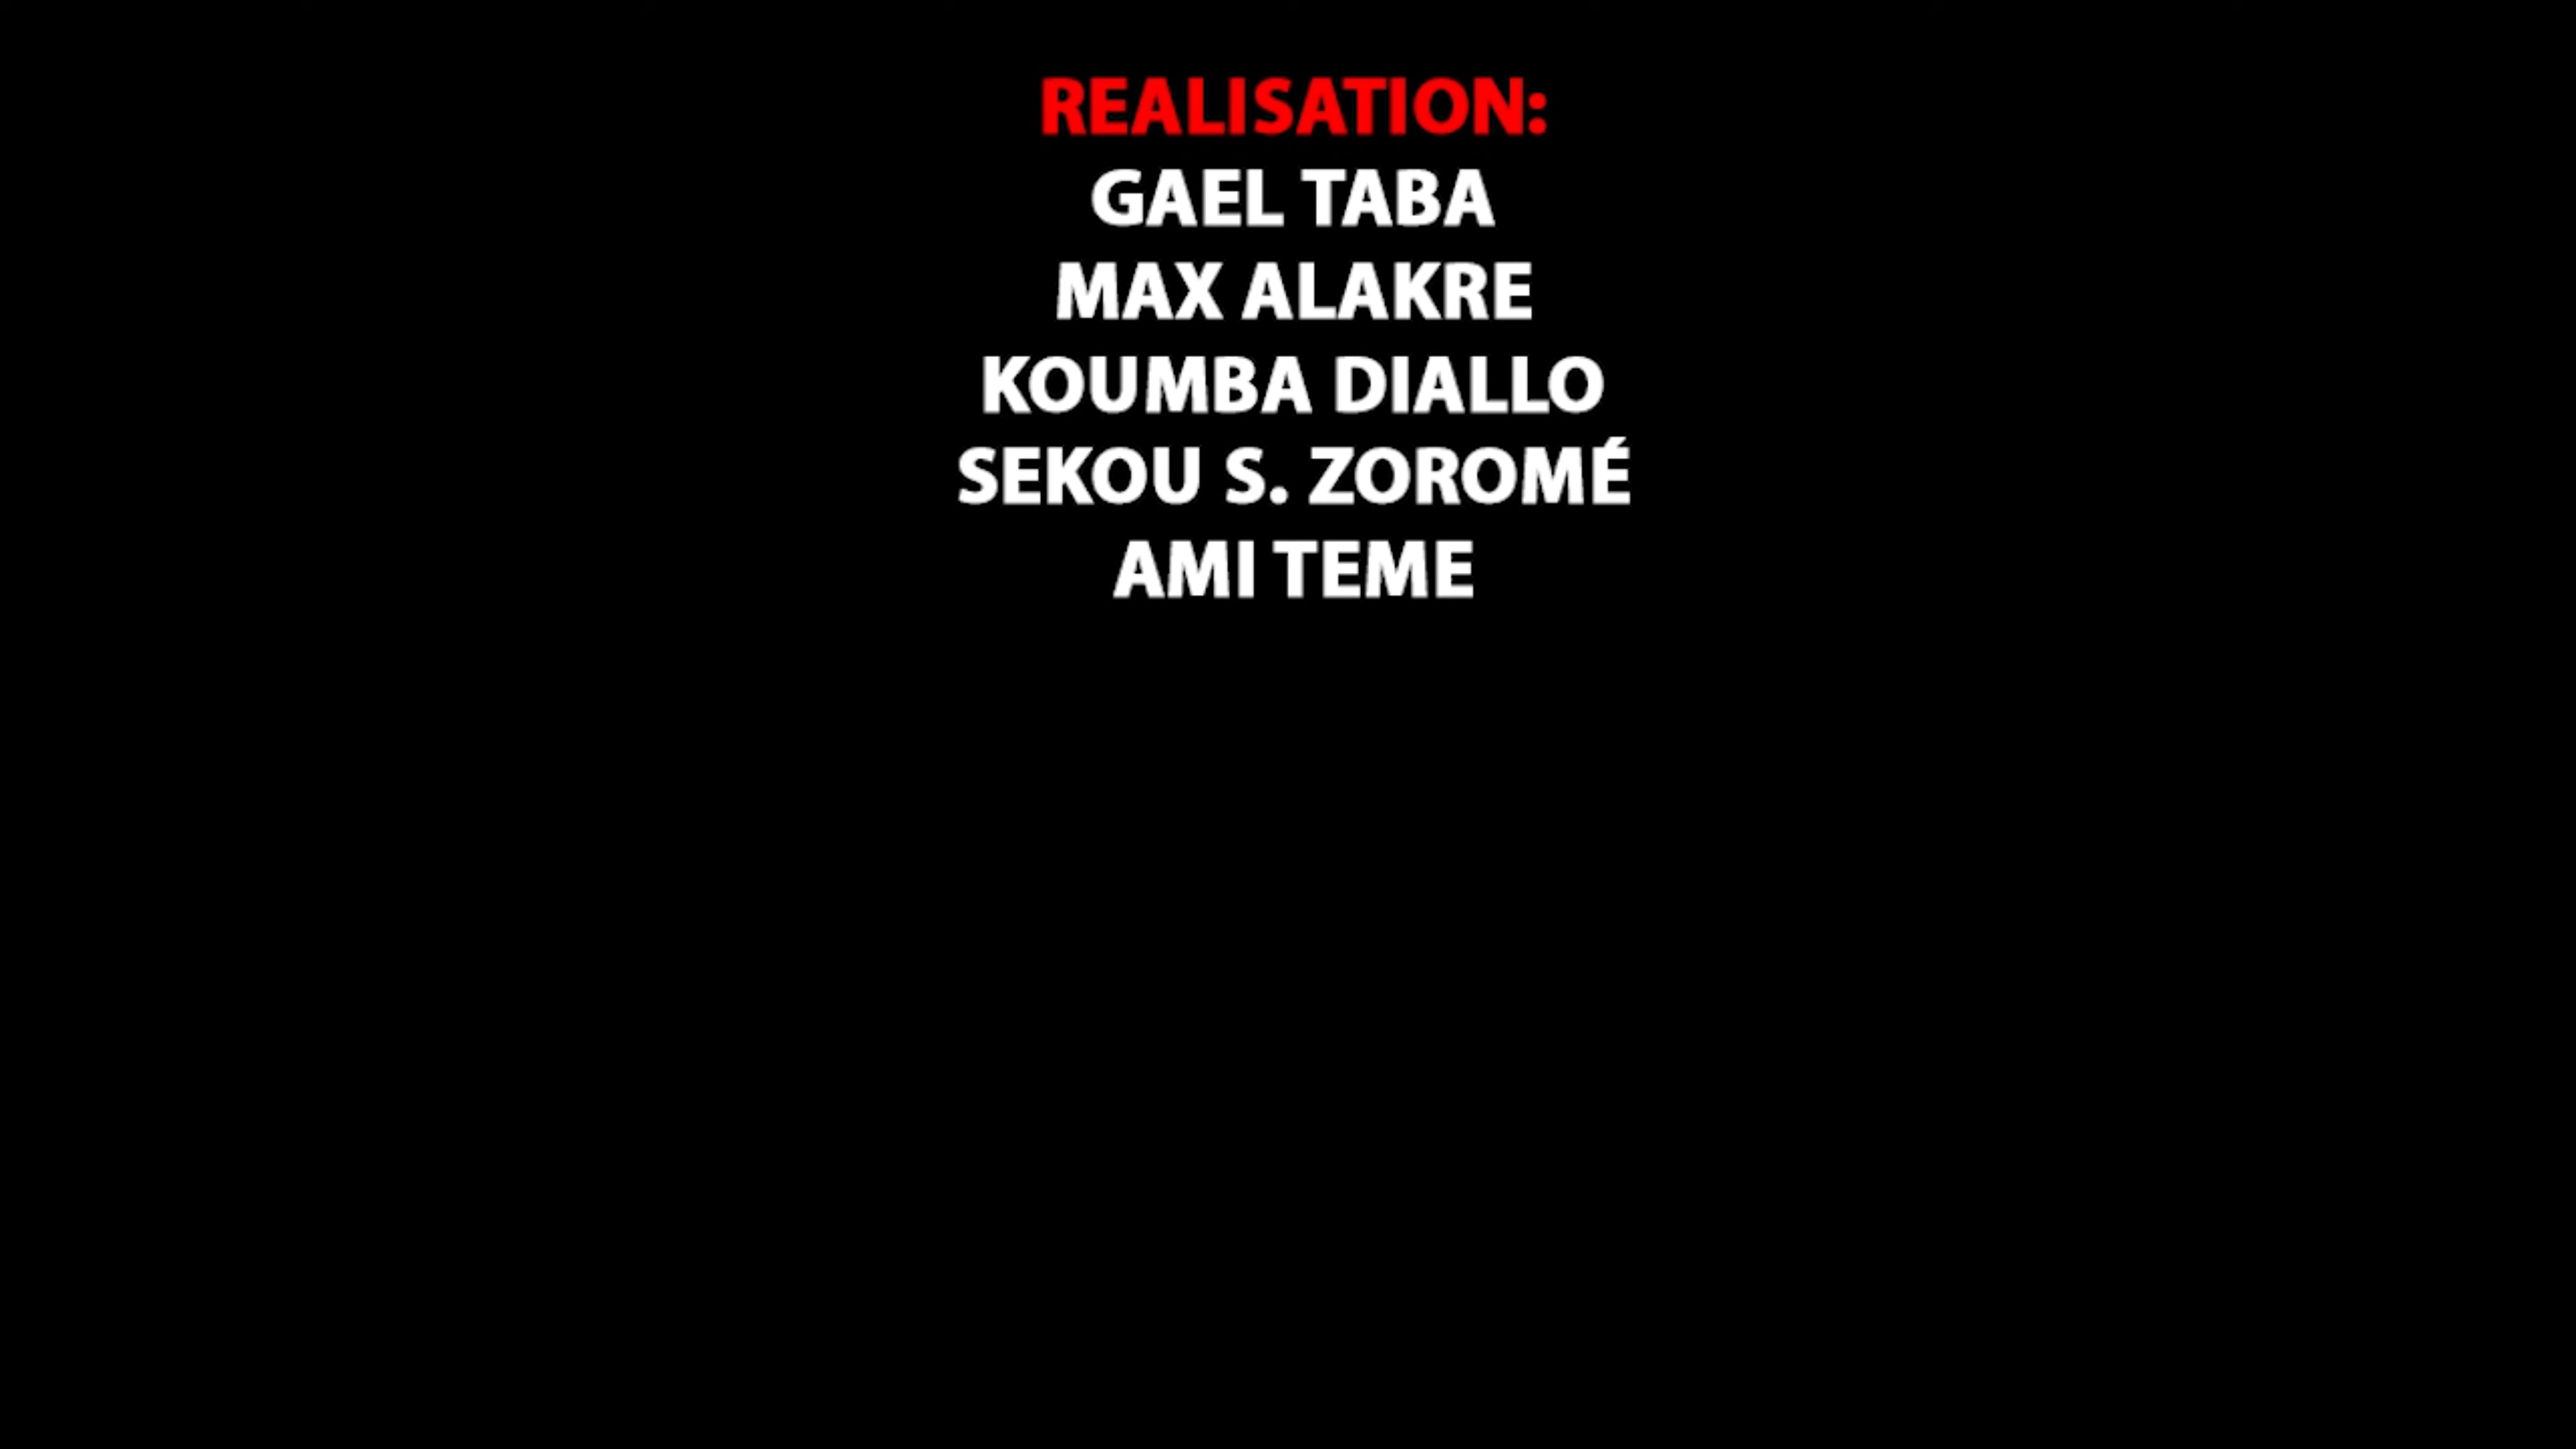 REALISATION:
GAEL TABA
MAX ALAKRE
KOUMBA DIALLO
SEKOU S. ZOROMÉ
AMI TEME